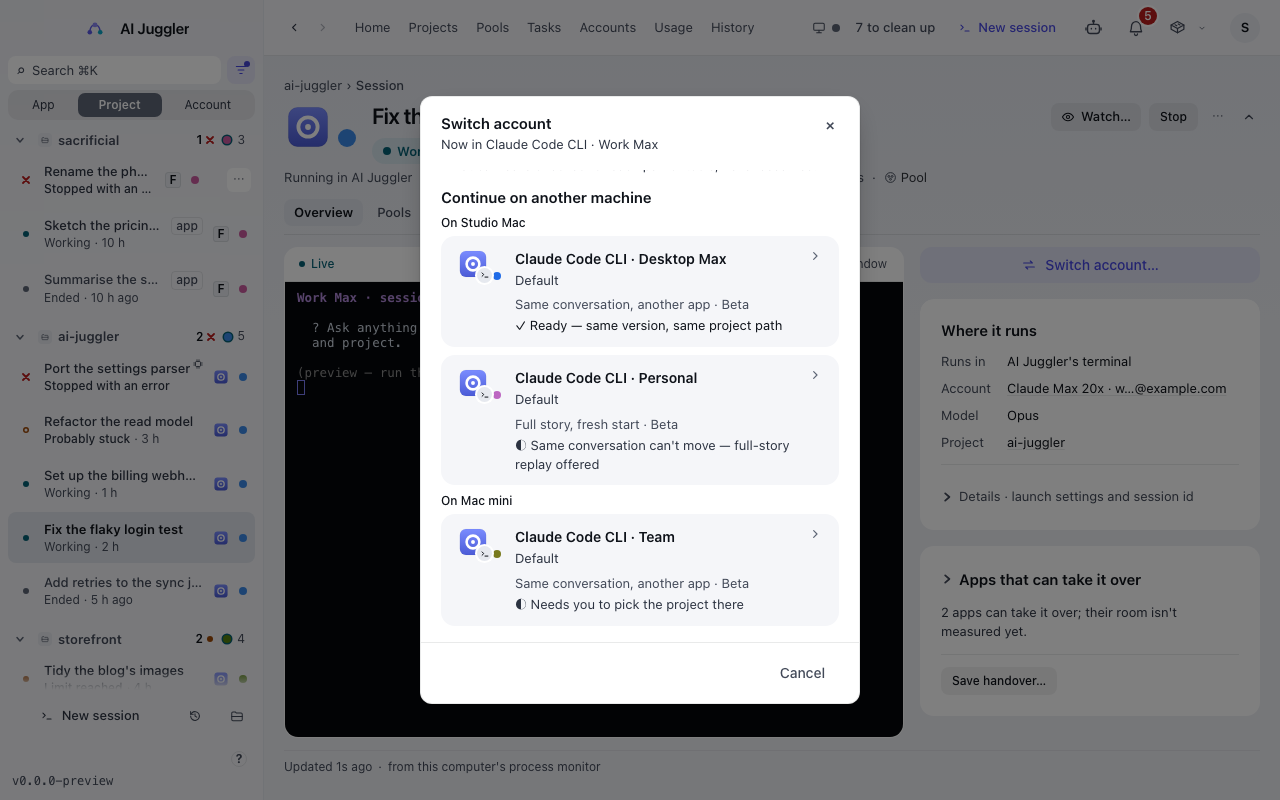 AI Juggler
Search ⌘K
App Project Account
sacrificial 1 3
Rename the ph... F
Stopped with an ...
Sketch the pricin... app F
Working · 10 h
Summarise the s... app F
Ended · 10 h ago
ai-juggler 2 5
Port the settings parser
Stopped with an error
Refactor the read model
Probably stuck · 3 h
Set up the billing webh...
Working · 1 h
Fix the flaky login test
Working · 2 h
Add retries to the sync j...
Ended · 5 h ago
storefront 2 4
Tidy the blog's images
New session
?
v0.0.0-preview
Home Projects Pools Tasks Accounts Usage History 7 to clean up New session 5 S
ai-juggler › Session
Fix th
Wor
Watch... Stop
Running in AI Juggler
s · Pool
Overview Pools
Live
ndow
Work Max · sessi
? Ask anything
and project.
(preview — run th
Switch account
Now in Claude Code CLI · Work Max
Continue on another machine
On Studio Mac
Claude Code CLI · Desktop Max
Default
Same conversation, another app · Beta
✓ Ready — same version, same project path
Claude Code CLI · Personal
Default
Full story, fresh start · Beta
Same conversation can't move — full-story
replay offered
On Mac mini
Claude Code CLI · Team
Default
Same conversation, another app · Beta
Needs you to pick the project there
Cancel
Switch account...
Where it runs
Runs in AI Juggler's terminal
Account Claude Max 20x · w...@example.com
Model Opus
Project ai-juggler
Details · launch settings and session id
Apps that can take it over
2 apps can take it over; their room isn't
measured yet.
Save handover...
Updated 1s ago · from this computer's process monitor